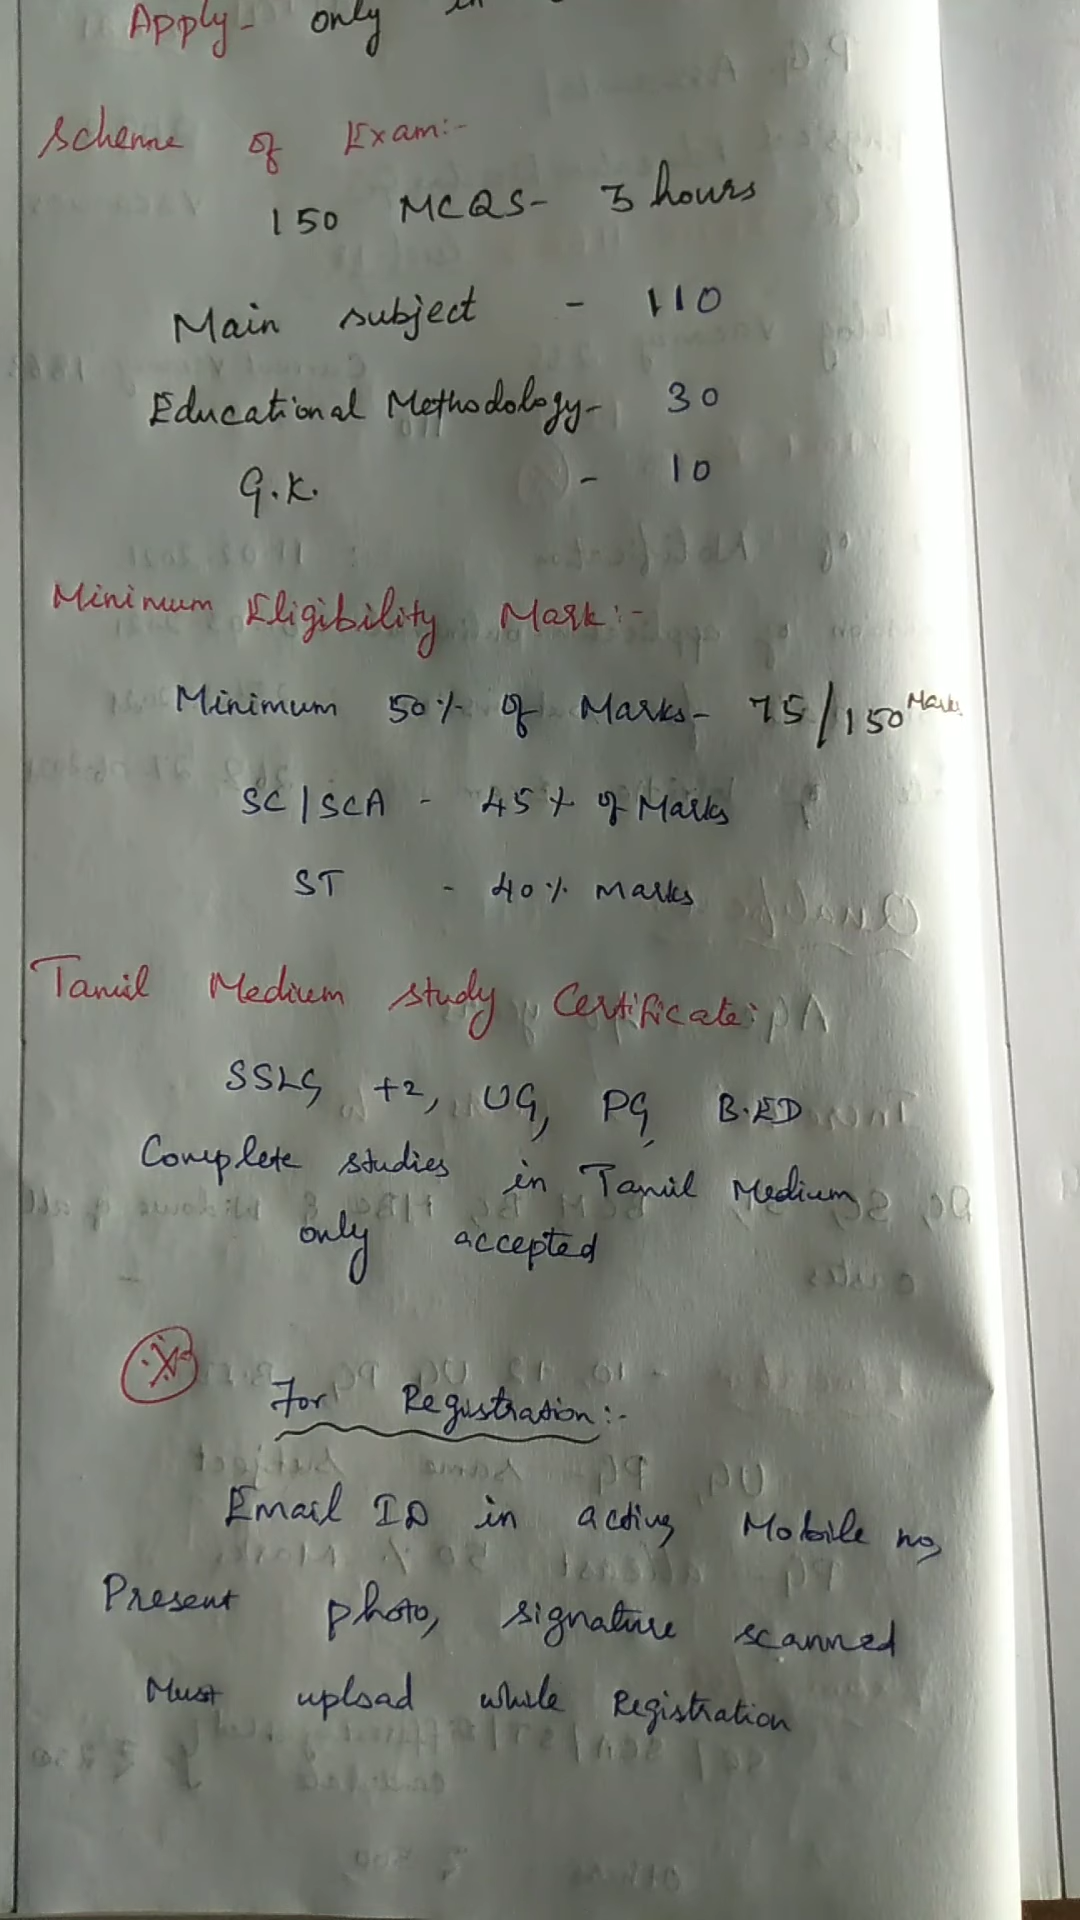 Apply- only in
Scheme of Exam:-
150 MCQS- 3 hours
Main subject - 110
Educational Methodology- 30
G.K. - 10
Minimum Eligibility Mark:-
Minimum 50% of Marks- 75/150 Marks
SC/SCA - 45% of Marks
ST - 40% Marks
Tamil Medium study Certificate:
SSLC, +2, UG, PG, B.ED
Complete studies in Tamil Medium
only accepted
For Registration:-
Email ID in active, Mobile no,
Present photo, signature scanned
Must upload while Registration